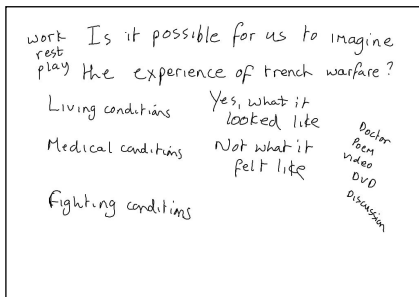 work
rest
play
Is it possible for us to imagine
the experience of trench warfare?
Living conditions
Yes, what it
looked like
Medical conditions
Not what it
felt like
Fighting conditions
Doctor
Poem
Video
DVD
Discussion